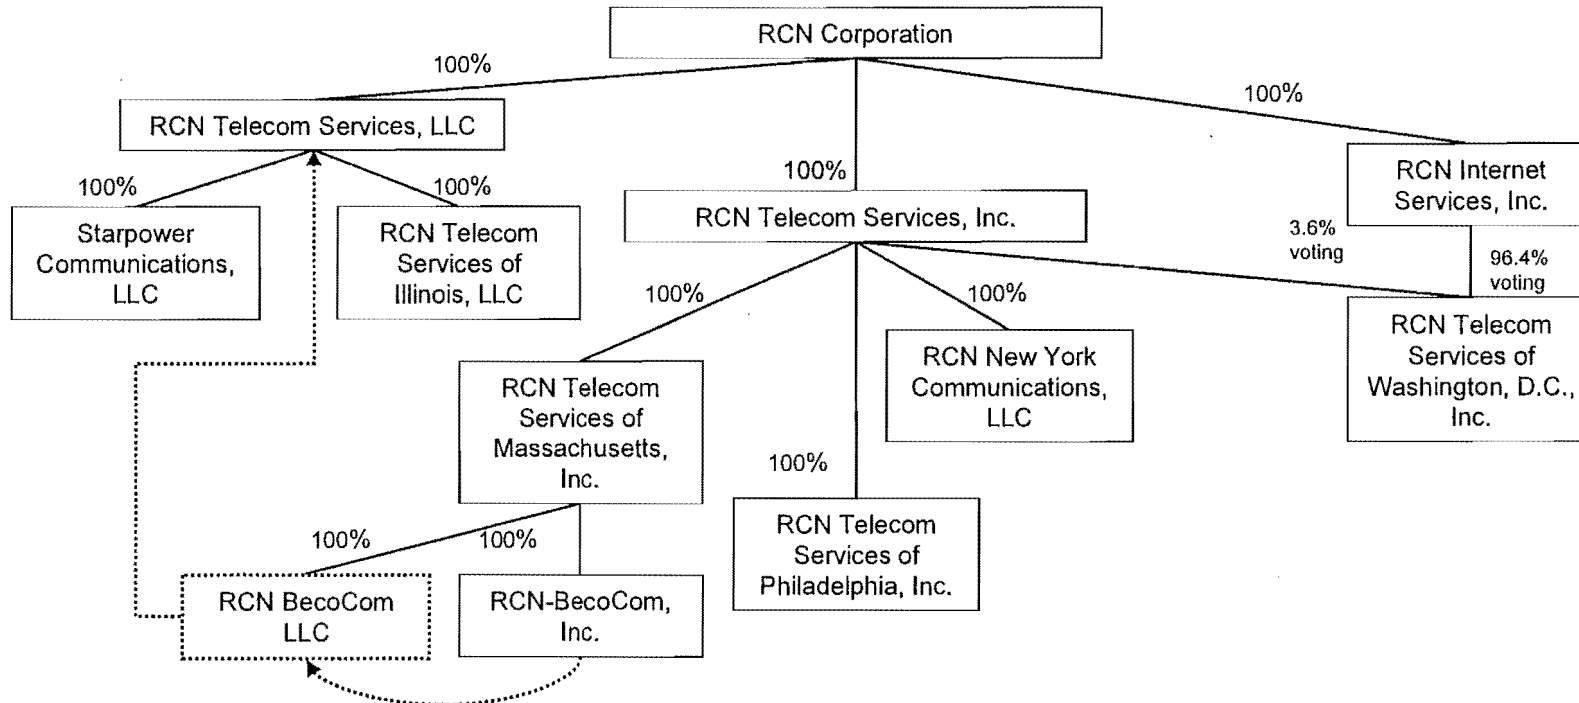 RCN Corporation
100%
RCN Telecom Services, LLC
100%
Starpower
Communications,
LLC
100%
RCN Telecom
Services of
Illinois, LLC
100%
RCN Telecom Services, Inc.
100%
RCN Internet
Services, Inc.
3.6%
voting
96.4%
voting
RCN Telecom
Services of
Washington, D.C.,
Inc.
100%
RCN Telecom
Services of
Massachusetts,
Inc.
100%
RCN New York
Communications,
LLC
100%
RCN Telecom
Services of
Philadelphia, Inc.
100%
RCN BecoCom
LLC
100%
RCN-BecoCom,
Inc.